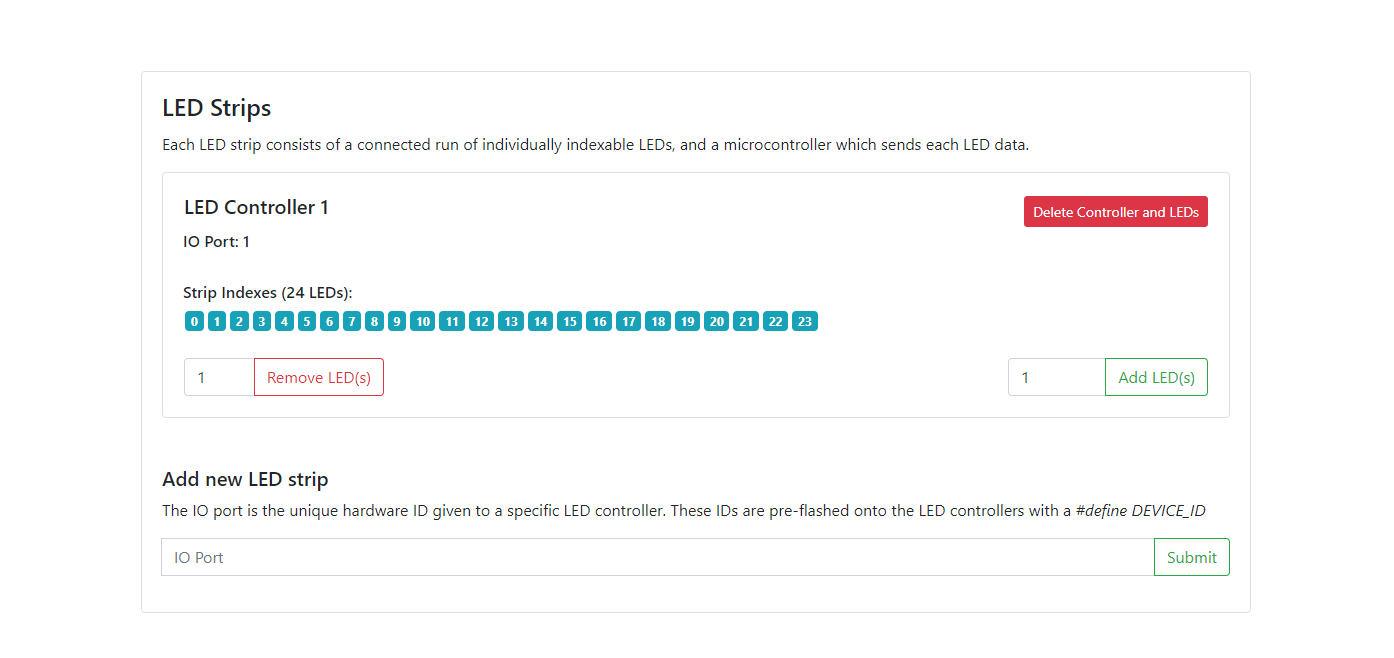 LED Strips
Each LED strip consists of a connected run of individually indexable LEDs, and a microcontroller which sends each LED data.
LED Controller 1
Delete Controller and LEDs
IO Port: 1
Strip Indexes (24 LEDs):
0 1 2 3 4 5 6 7 8 9 10 11 12 13 14 15 16 17 18 19 20 21 22 23
1 Remove LED(s) 1 Add LED(s)
Add new LED strip
The IO port is the unique hardware ID given to a specific LED controller. These IDs are pre-flashed onto the LED controllers with a #define DEVICE_ID
IO Port Submit